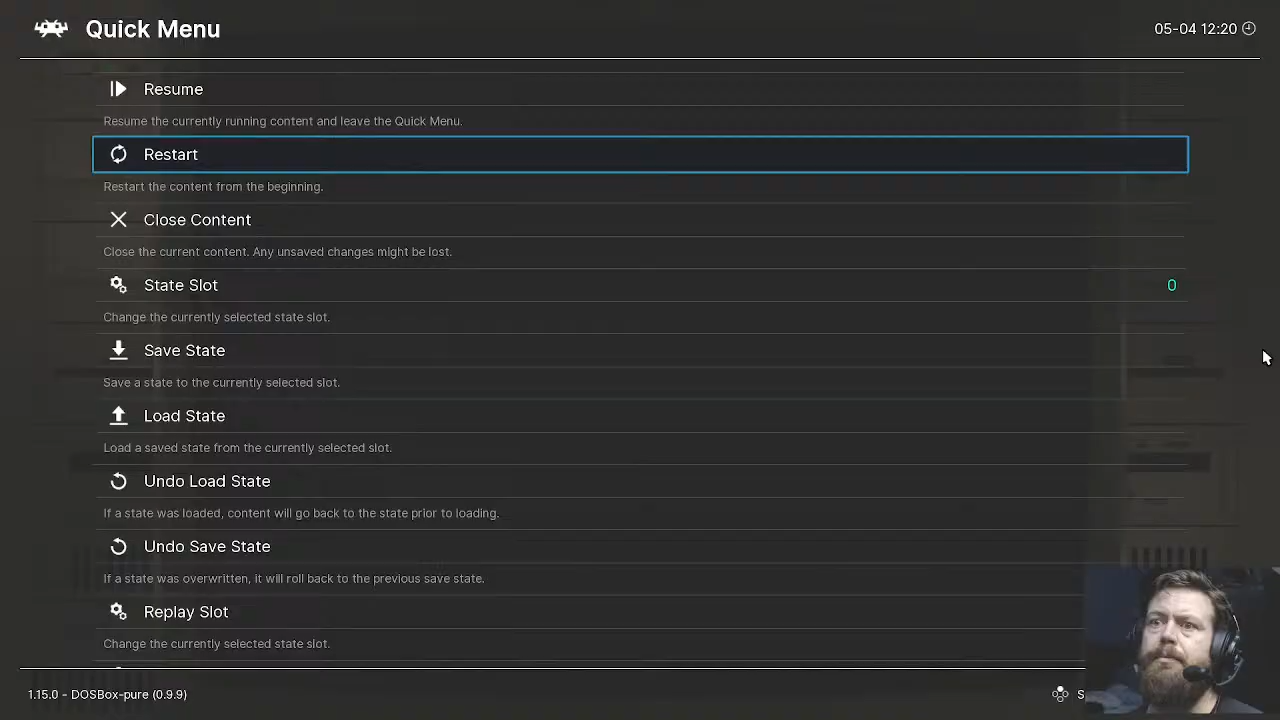 Quick Menu
05-04 12:20
Resume
Resume the currently running content and leave the Quick Menu.
Restart
Restart the content from the beginning.
Close Content
Close the current content. Any unsaved changes might be lost.
State Slot
0
Change the currently selected state slot.
Save State
Save a state to the currently selected slot.
Load State
Load a saved state from the currently selected slot.
Undo Load State
If a state was loaded, content will go back to the state prior to loading.
Undo Save State
If a state was overwritten, it will roll back to the previous save state.
Replay Slot
Change the currently selected state slot.
1.15.0 - DOSBox-pure (0.9.9)
S